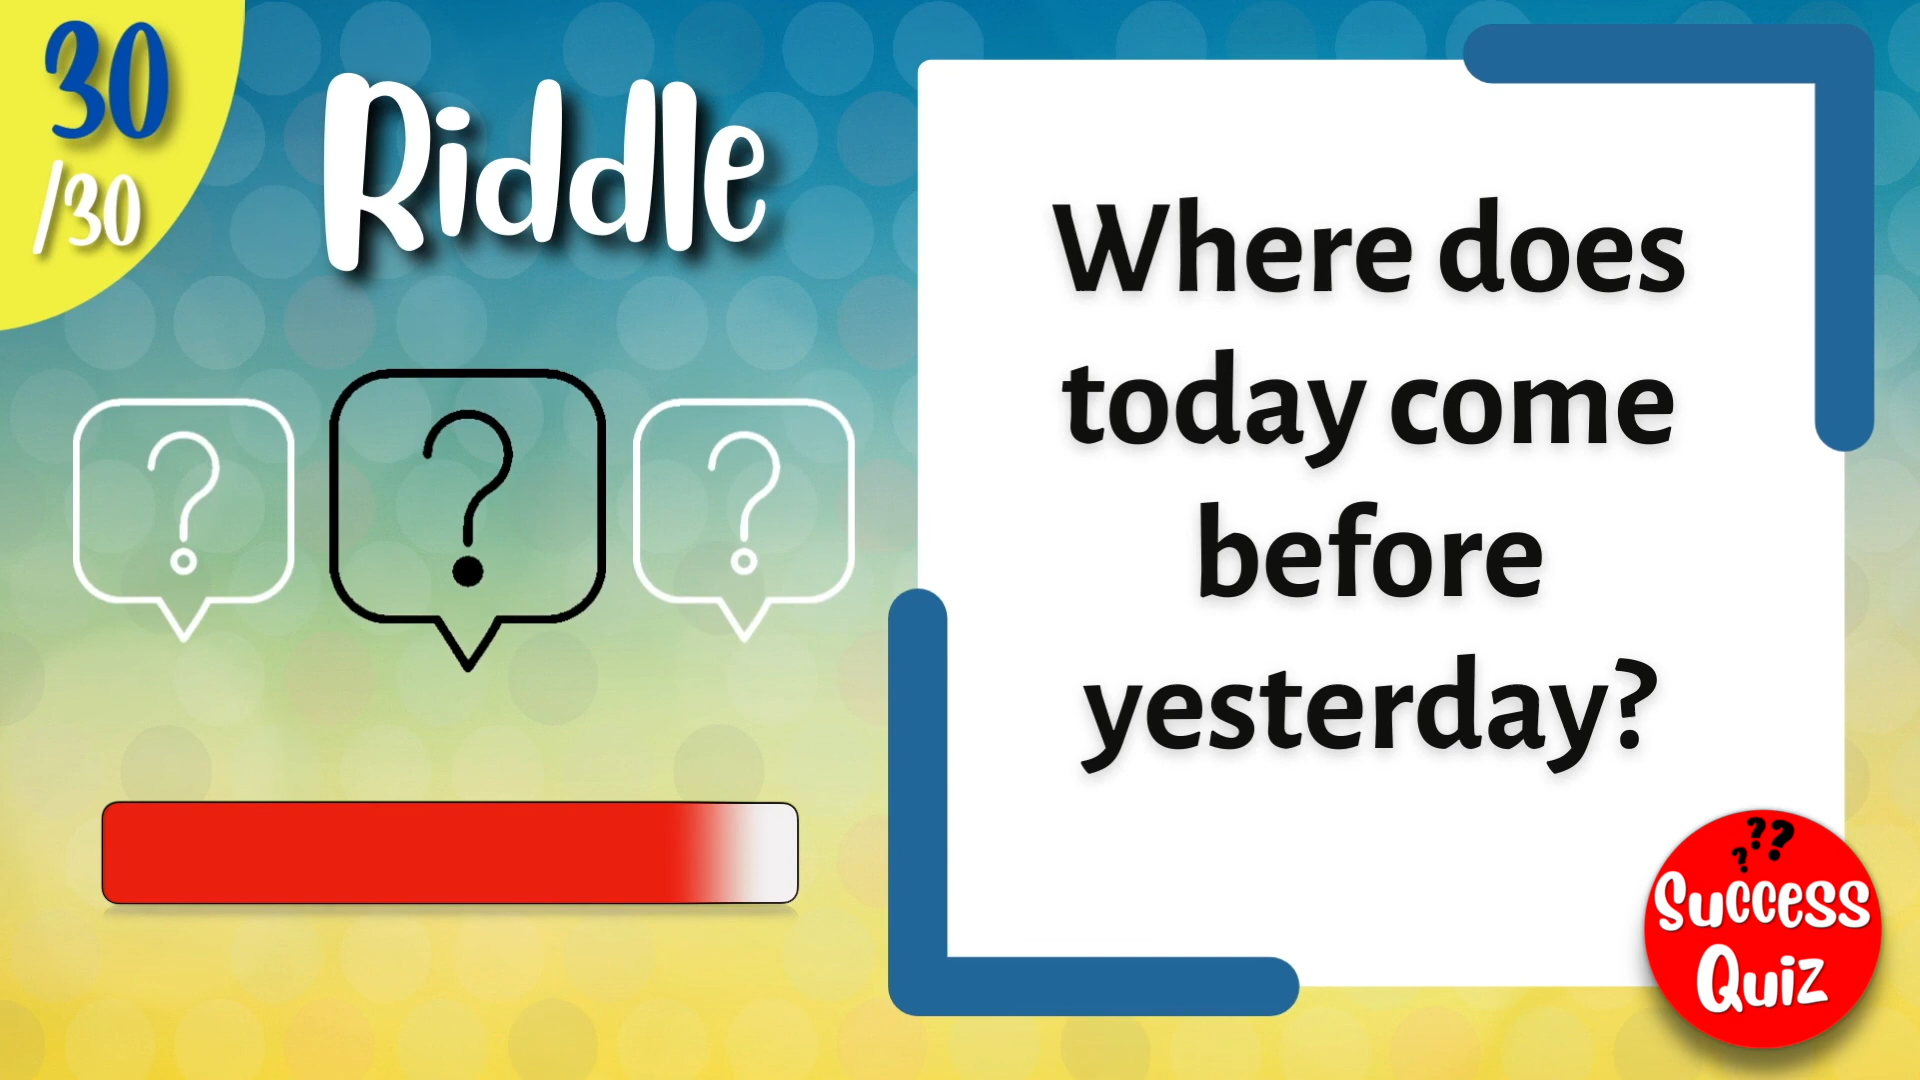 30
/30
Riddle
Where does
today come
before
yesterday?
? ? ?
? ? ?
Success
Quiz